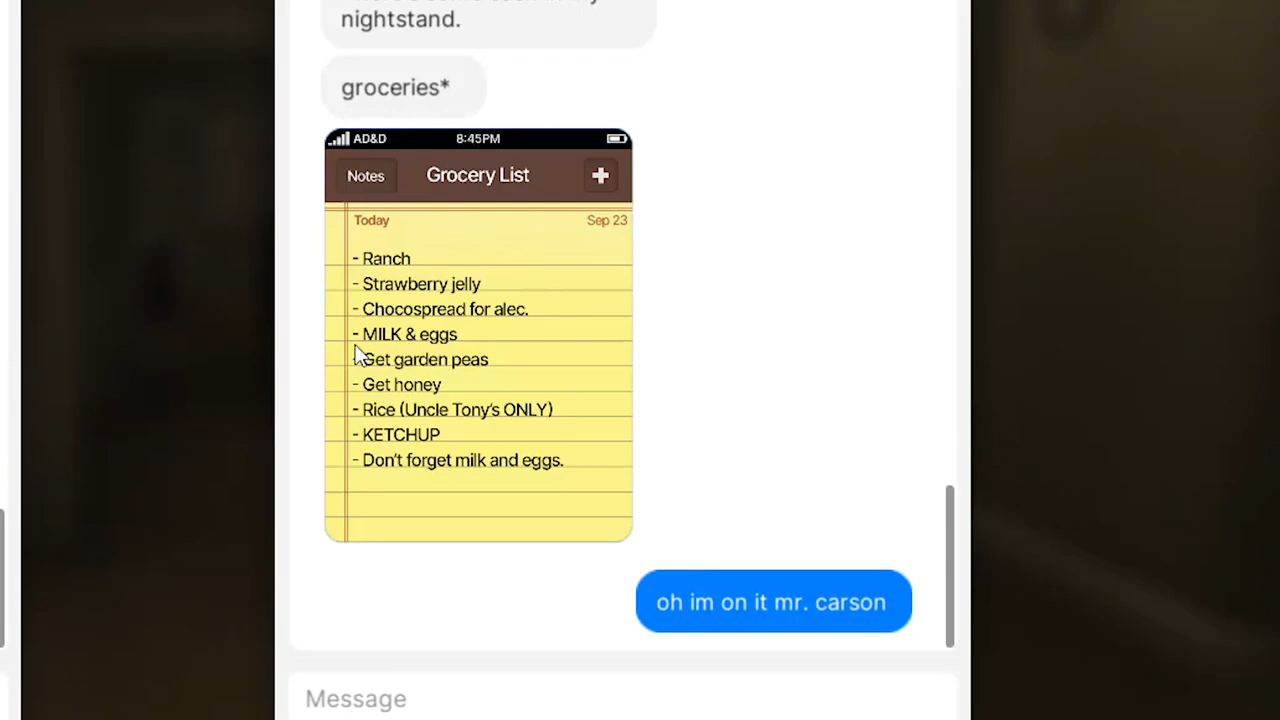 nightstand.
groceries*
AD&D 8:45PM
Notes Grocery List +
Today Sep 23
- Ranch
- Strawberry jelly
- Chocospread for alec.
- MILK & eggs
- Get garden peas
- Get honey
- Rice (Uncle Tony's ONLY)
- KETCHUP
- Don't forget milk and eggs.
oh im on it mr. carson
Message